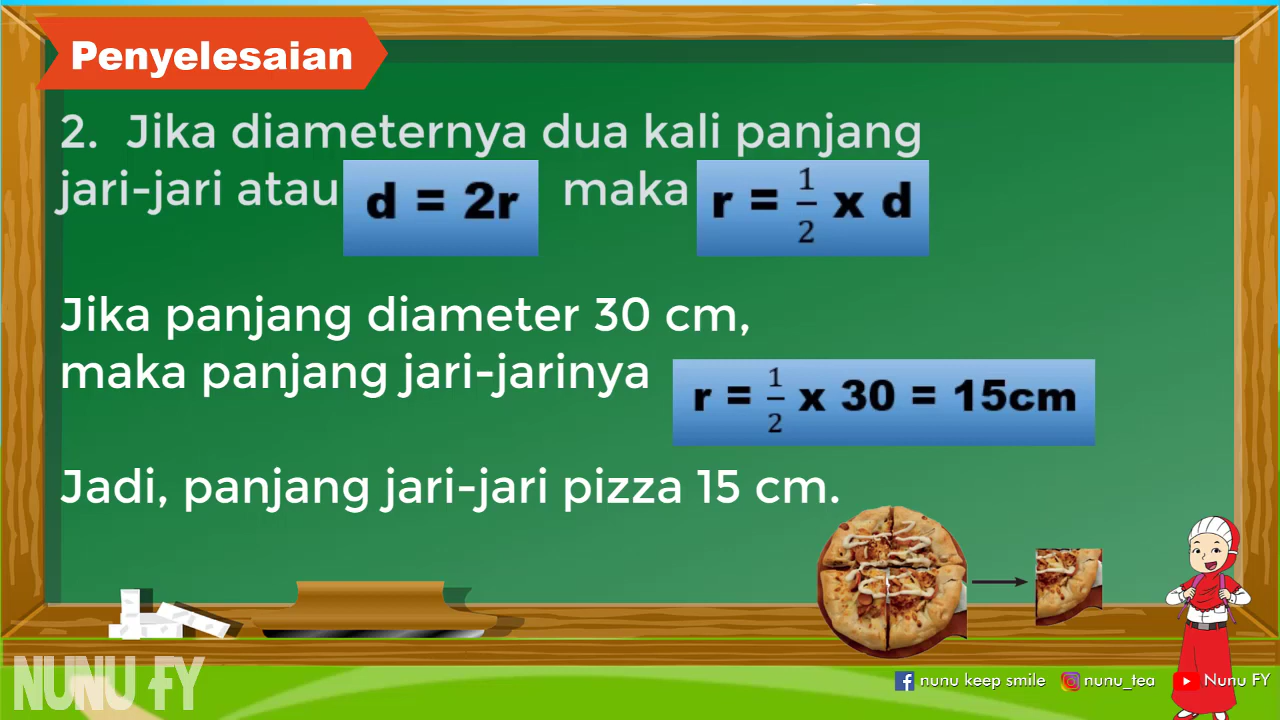 Penyelesaian
2. Jika diameternya dua kali panjang
jari-jari atau d = 2r maka r = 1/2 x d
Jika panjang diameter 30 cm,
maka panjang jari-jarinya r = 1/2 x 30 = 15cm
Jadi, panjang jari-jari pizza 15 cm.
NUNU FY
nunu keep smile nunu_tea Nunu FY